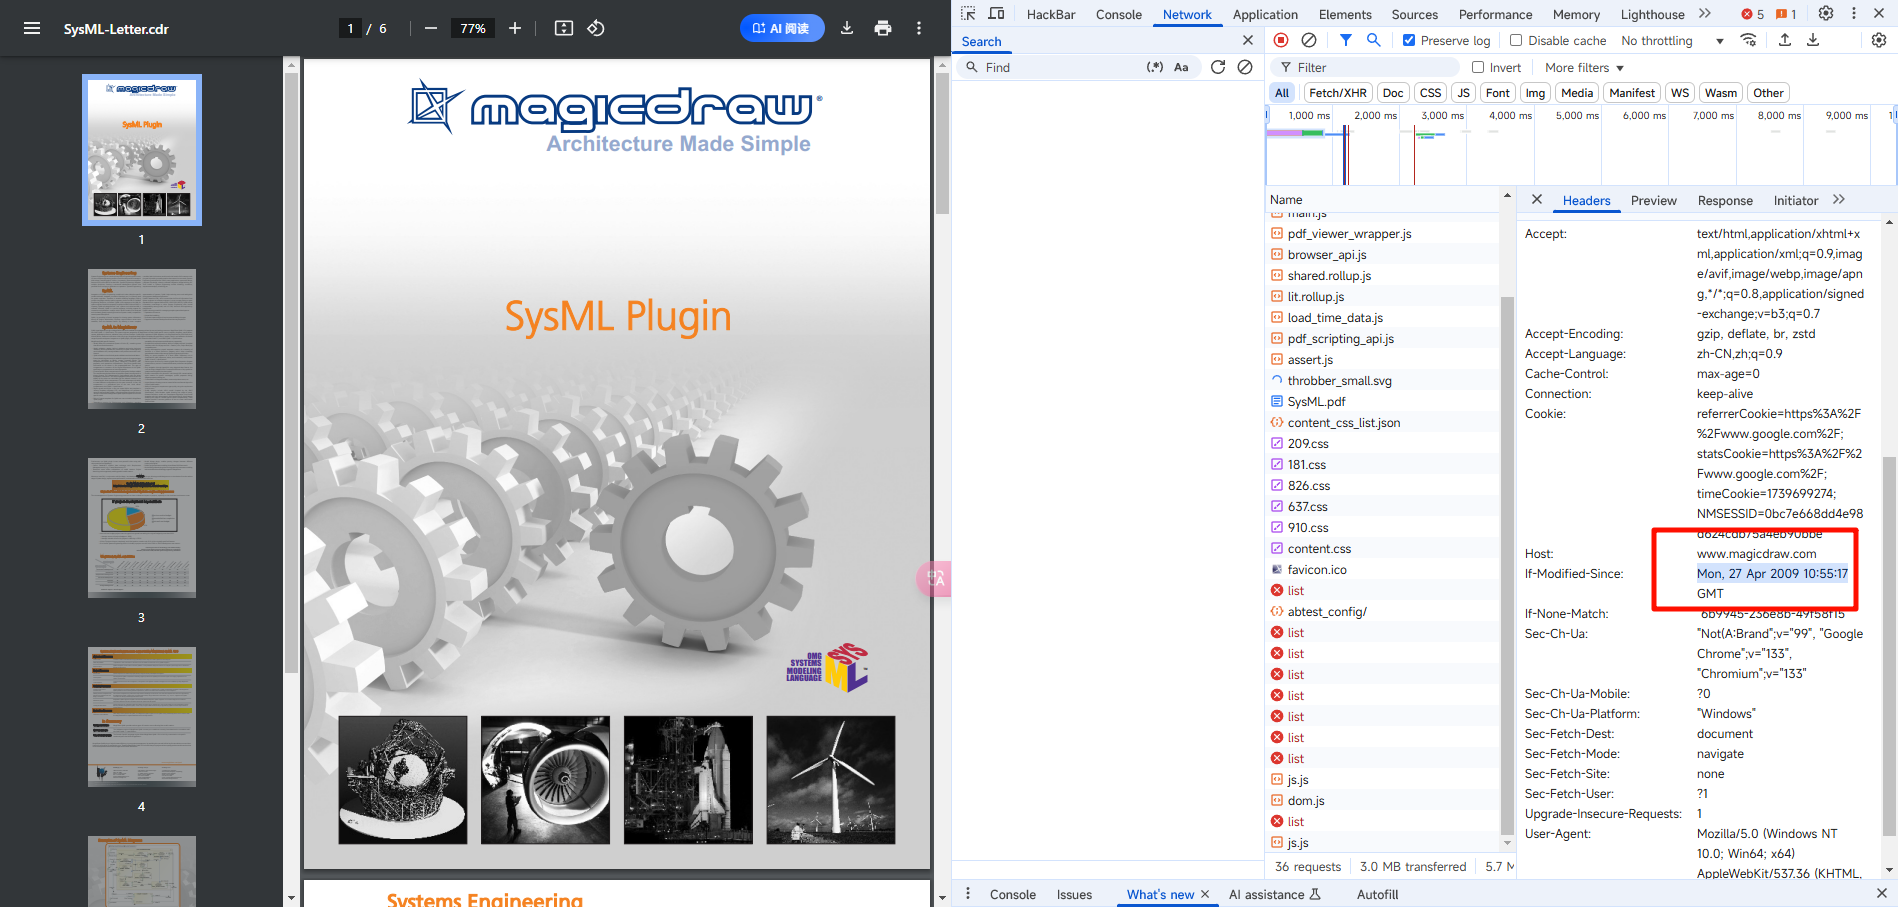 SysML-Letter.cdr
1 / 6
77%
AI 阅读
1
2
3
4
magicdraw®
Architecture Made Simple
SysML Plugin
OMG
SYSTEMS
MODELING
LANGUAGE
SYS
ML
Systems Engineering
HackBar
Console
Network
Application
Elements
Sources
Performance
Memory
Lighthouse
5
1
Search
Find
(.*)
Aa
Preserve log
Disable cache
No throttling
Filter
Invert
More filters
All
Fetch/XHR
Doc
CSS
JS
Font
Img
Media
Manifest
WS
Wasm
Other
1,000 ms
2,000 ms
3,000 ms
4,000 ms
5,000 ms
6,000 ms
7,000 ms
8,000 ms
9,000 ms
Name
main.js
pdf_viewer_wrapper.js
browser_api.js
shared.rollup.js
lit.rollup.js
load_time_data.js
pdf_scripting_api.js
assert.js
throbber_small.svg
SysML.pdf
content_css_list.json
209.css
181.css
826.css
637.css
910.css
content.css
favicon.ico
list
abtest_config/
list
list
list
list
list
list
list
js.js
dom.js
list
js.js
36 requests
3.0 MB transferred
5.7 M
Headers
Preview
Response
Initiator
Accept: text/html,application/xhtml+x
ml,application/xml;q=0.9,imag
e/avif,image/webp,image/apn
g,*/*;q=0.8,application/signed
-exchange;v=b3;q=0.7
Accept-Encoding: gzip, deflate, br, zstd
Accept-Language: zh-CN,zh;q=0.9
Cache-Control: max-age=0
Connection: keep-alive
Cookie: referrerCookie=https%3A%2F
%2Fwww.google.com%2F;
statsCookie=https%3A%2F%2
Fwww.google.com%2F;
timeCookie=1739699274;
NMSESSID=0bc7e668dd4e98
d624cdb75a4eb90bbe
Host: www.magicdraw.com
If-Modified-Since: Mon, 27 Apr 2009 10:55:17
GMT
If-None-Match: "6b9945-236e8b-49f58f15"
Sec-Ch-Ua: "Not(A:Brand";v="99", "Google
Chrome";v="133",
"Chromium";v="133"
Sec-Ch-Ua-Mobile: ?0
Sec-Ch-Ua-Platform: "Windows"
Sec-Fetch-Dest: document
Sec-Fetch-Mode: navigate
Sec-Fetch-Site: none
Sec-Fetch-User: ?1
Upgrade-Insecure-Requests: 1
User-Agent: Mozilla/5.0 (Windows NT
10.0; Win64; x64)
AppleWebKit/537.36 (KHTML,
Console
Issues
What's new
AI assistance
Autofill